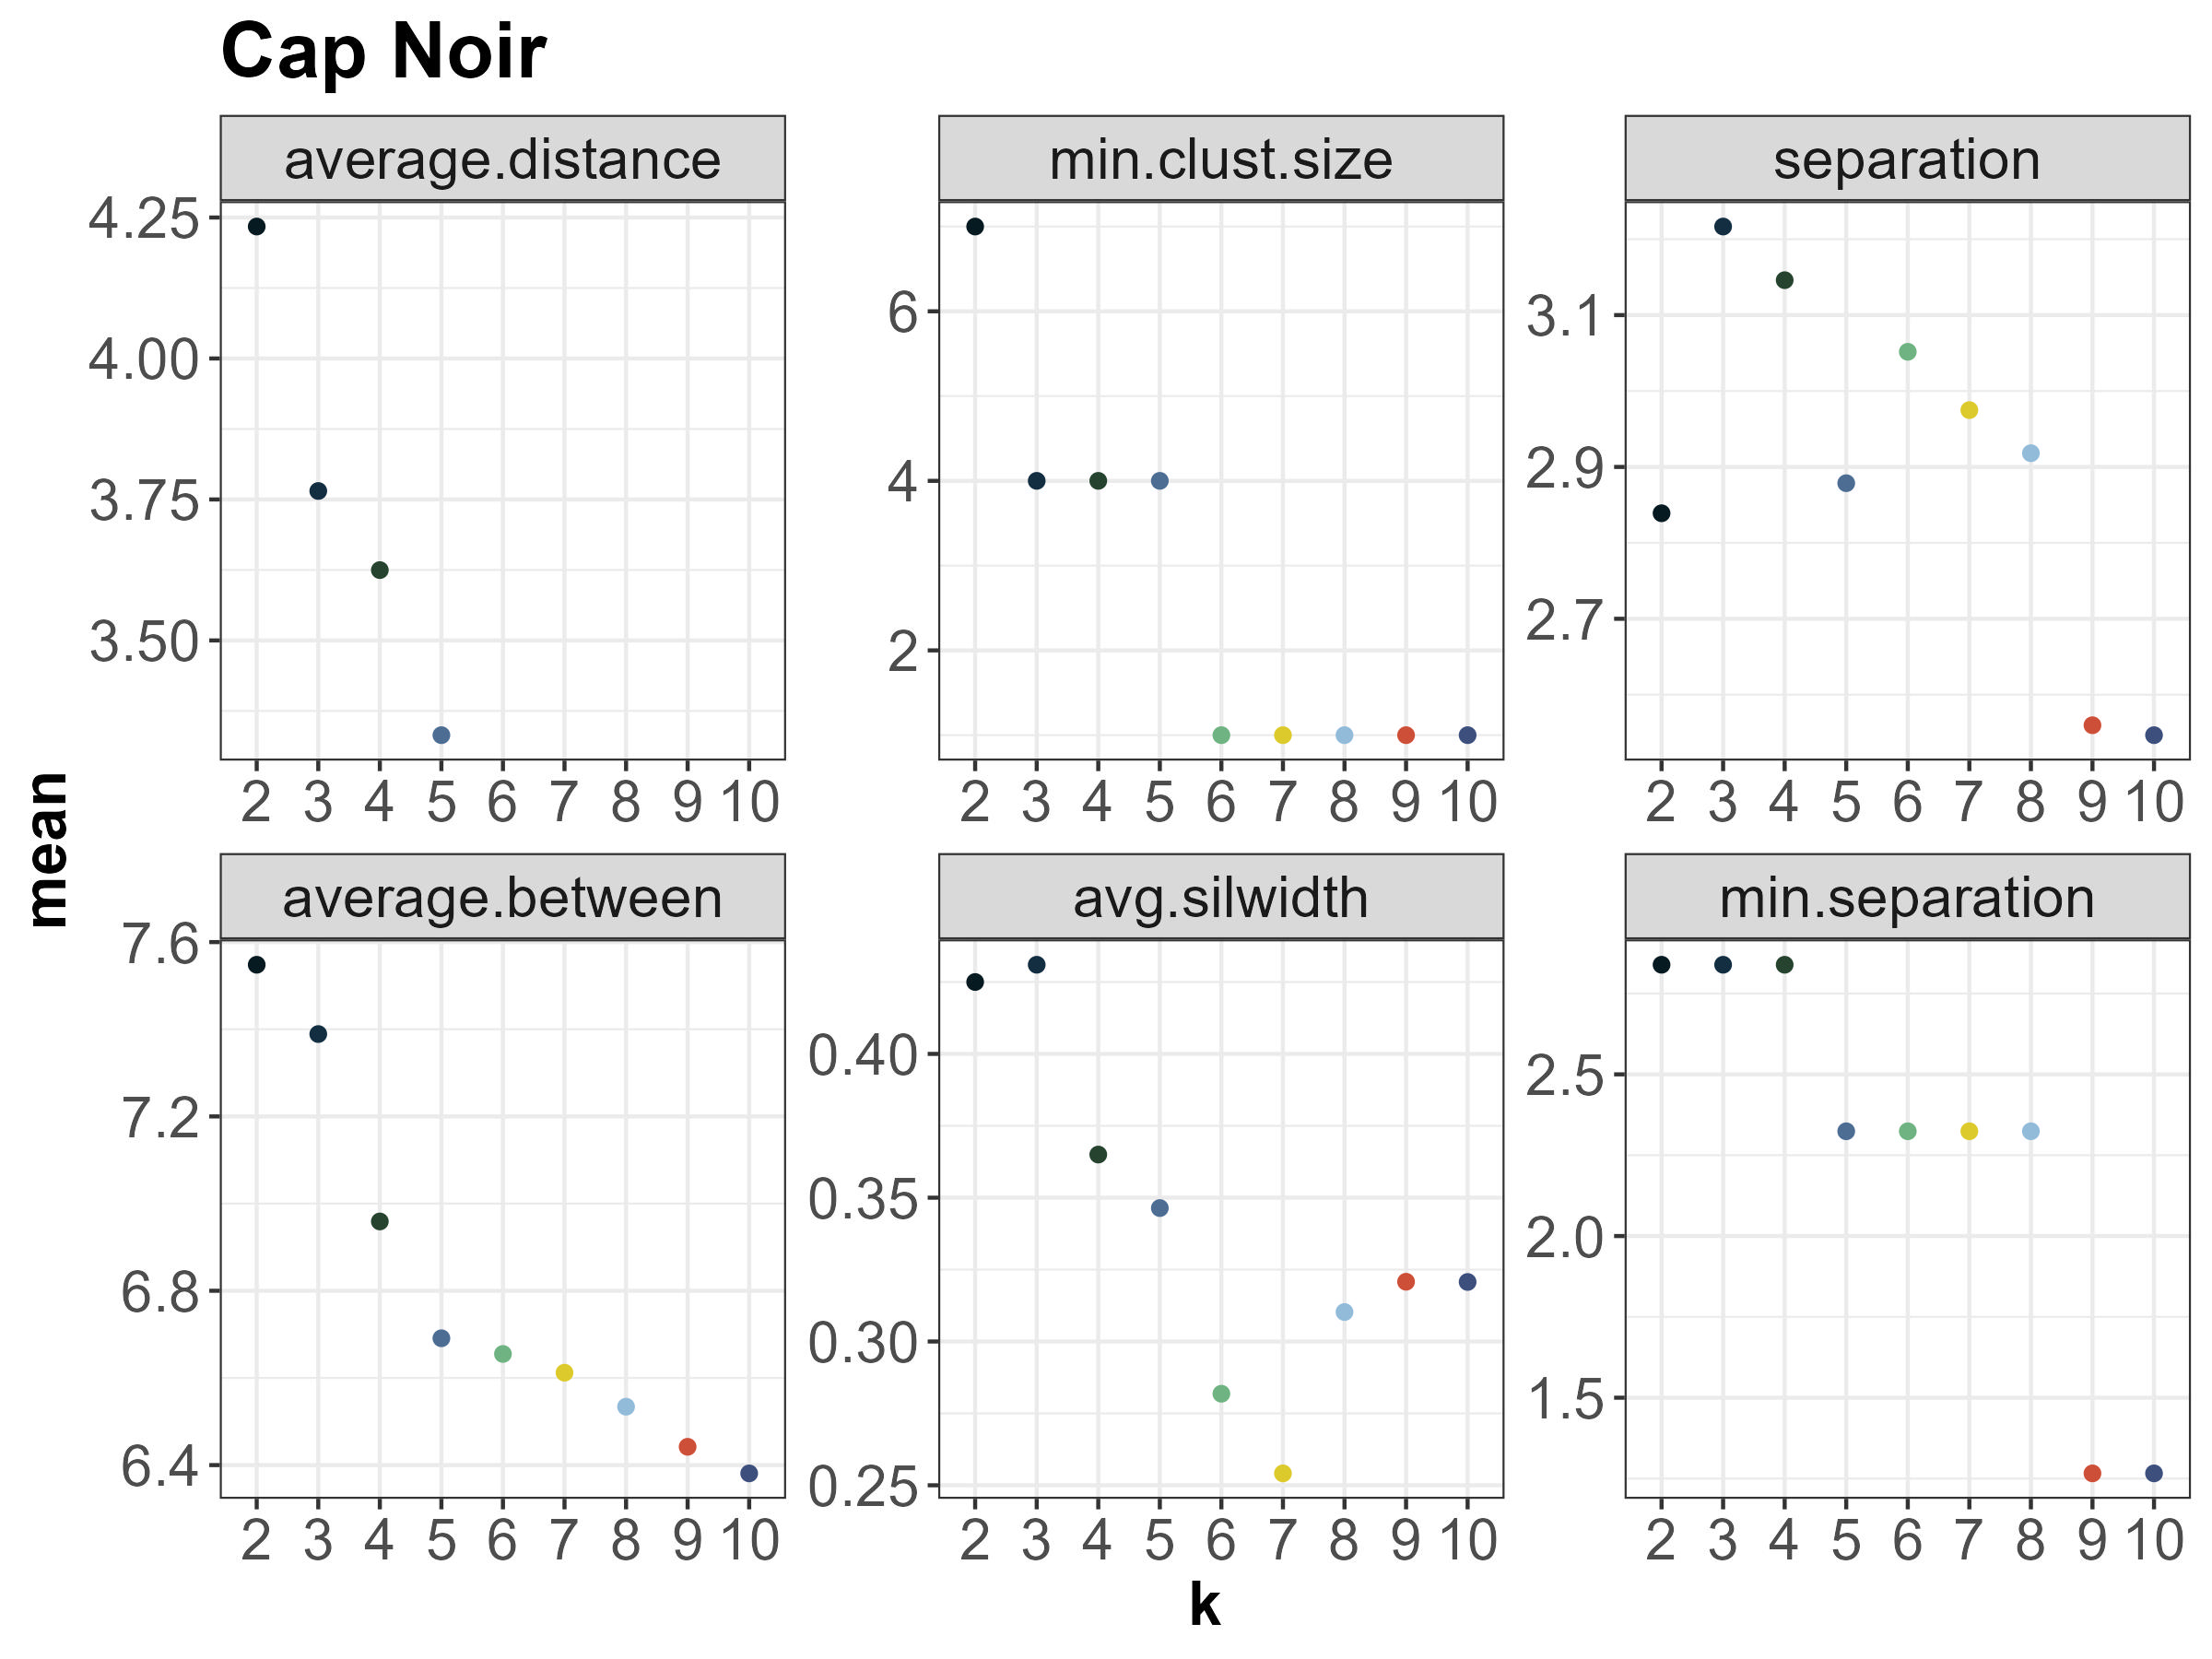 Cap Noir
average.distance
min.clust.size
separation
4.25
4.00
3.75
3.50
6
4
2
3.1
2.9
2.7
2 3 4 5 6 7 8 9 10
2 3 4 5 6 7 8 9 10
2 3 4 5 6 7 8 9 10
mean
average.between
avg.silwidth
min.separation
7.6
7.2
6.8
6.4
0.40
0.35
0.30
0.25
2.5
2.0
1.5
2 3 4 5 6 7 8 9 10
2 3 4 5 6 7 8 9 10
2 3 4 5 6 7 8 9 10
k